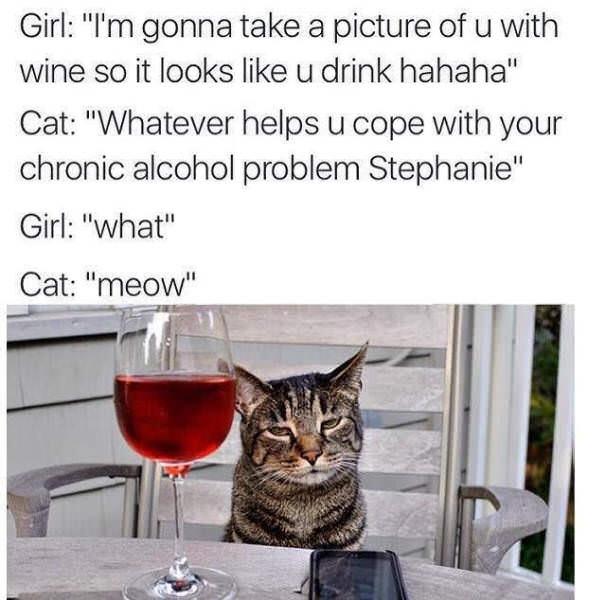 Girl: "I'm gonna take a picture of u with
wine so it looks like u drink hahaha"
Cat: "Whatever helps u cope with your
chronic alcohol problem Stephanie"
Girl: "what"
Cat: "meow"